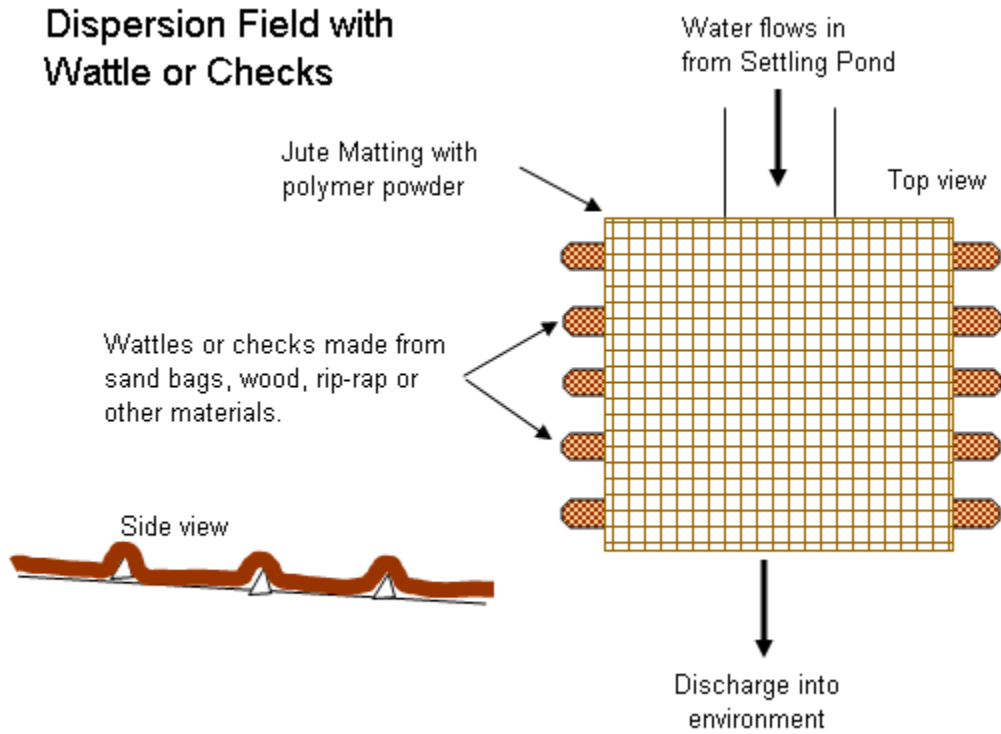 Dispersion Field with
Wattle or Checks
Water flows in
from Settling Pond
Jute Matting with
polymer powder
Top view
Wattles or checks made from
sand bags, wood, rip-rap or
other materials.
Side view
Discharge into
environment